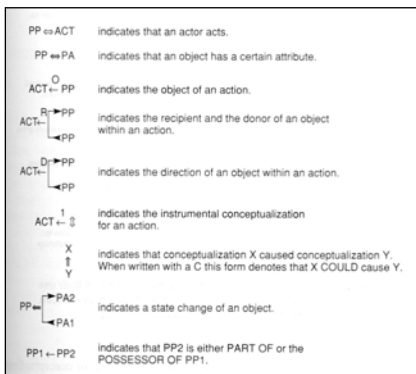 PP ⇔ ACT indicates that an actor acts.
PP ⇔ PA indicates that an object has a certain attribute.
O
ACT ← PP indicates the object of an action.
R PP
ACT ← indicates the recipient and the donor of an object
PP within an action.
D PP
ACT ← indicates the direction of an object within an action.
PP
1 indicates the instrumental conceptualization
ACT ← ⇕ for an action.
X indicates that conceptualization X caused conceptualization Y.
⇑ When written with a C this form denotes that X COULD cause Y.
Y
PA2
PP ⇐ indicates a state change of an object.
PA1
PP1 ← PP2 indicates that PP2 is either PART OF or the
POSSESSOR OF PP1.